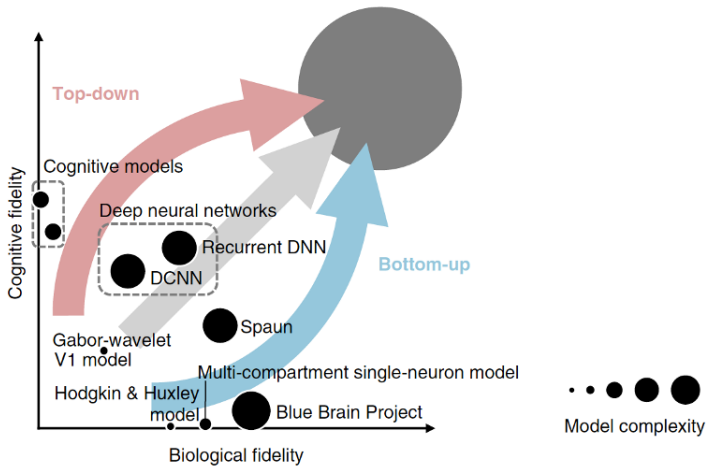 Top-down
Cognitive models
Deep neural networks
Recurrent DNN
DCNN
Bottom-up
Cognitive fidelity
Spaun
Gabor-wavelet
V1 model
Multi-compartment single-neuron model
Hodgkin & Huxley
model
Blue Brain Project
Model complexity
Biological fidelity